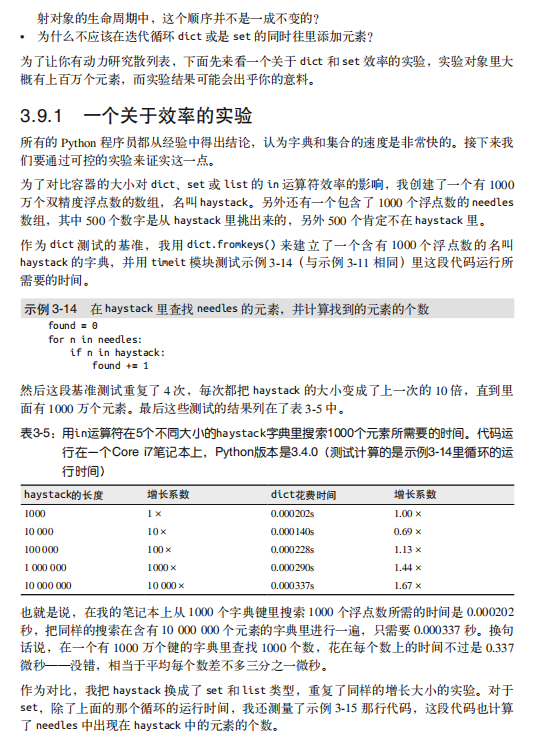 射对象的生命周期中，这个顺序并不是一成不变的？
• 为什么不应该在迭代循环 dict 或是 set 的同时往里添加元素？
为了让你有动力研究散列表，下面先来看一个关于 dict 和 set 效率的实验，实验对象里大
概有上百万个元素，而实验结果可能会出乎你的意料。
3.9.1 一个关于效率的实验
所有的 Python 程序员都从经验中得出结论，认为字典和集合的速度是非常快的。接下来我
们要通过可控的实验来证实这一点。
为了对比容器的大小对 dict、set 或 list 的 in 运算符效率的影响，我创建了一个有 1000
万个双精度浮点数的数组，名叫 haystack。另外还有一个包含了 1000 个浮点数的 needles
数组，其中 500 个数字是从 haystack 里挑出来的，另外 500 个肯定不在 haystack 里。
作为 dict 测试的基准，我用 dict.fromkeys() 来建立了一个含有 1000 个浮点数的名叫
haystack 的字典，并用 timeit 模块测试示例 3-14（与示例 3-11 相同）里这段代码运行所
需要的时间。
示例 3-14 在 haystack 里查找 needles 的元素，并计算找到的元素的个数
found = 0
for n in needles:
    if n in haystack:
        found += 1
然后这段基准测试重复了 4 次，每次都把 haystack 的大小变成了上一次的 10 倍，直到里
面有 1000 万个元素。最后这些测试的结果列在了表 3-5 中。
表3-5：用in运算符在5个不同大小的haystack字典里搜索1000个元素所需要的时间。代码运
行在一个Core i7笔记本上，Python版本是3.4.0（测试计算的是示例3-14里循环的运
行时间）
haystack的长度 增长系数 dict花费时间 增长系数
1000 1 × 0.000202s 1.00 ×
10 000 10 × 0.000140s 0.69 ×
100 000 100 × 0.000228s 1.13 ×
1 000 000 1000 × 0.000290s 1.44 ×
10 000 000 10 000 × 0.000337s 1.67 ×
也就是说，在我的笔记本上从 1000 个字典键里搜索 1000 个浮点数所需的时间是 0.000202
秒，把同样的搜索在含有 10 000 000 个元素的字典里进行一遍，只需要 0.000337 秒。换句
话说，在一个有 1000 万个键的字典里查找 1000 个数，花在每个数上的时间不过是 0.337
微秒——没错，相当于平均每个数差不多三分之一微秒。
作为对比，我把 haystack 换成了 set 和 list 类型，重复了同样的增长大小的实验。对于
set，除了上面的那个循环的运行时间，我还测量了示例 3-15 那行代码，这段代码也计算
了 needles 中出现在 haystack 中的元素的个数。